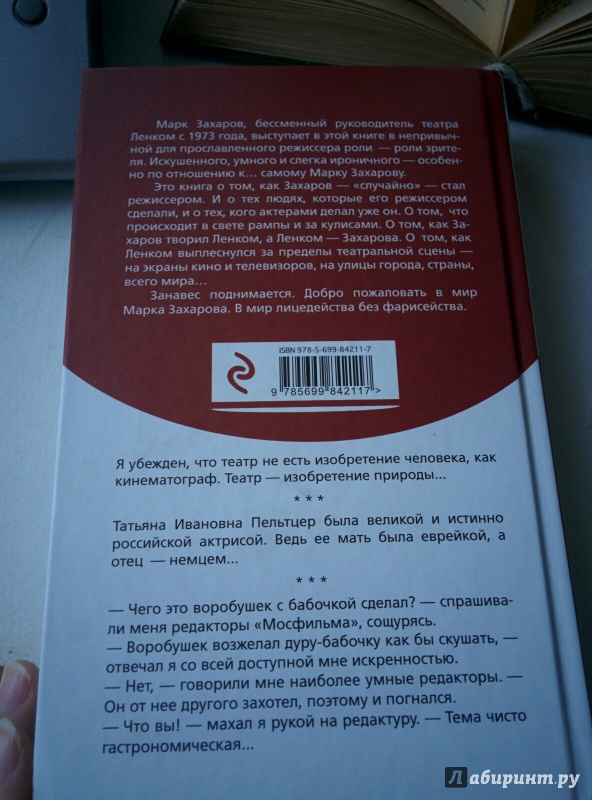 Марк Захаров, бессменный руководитель театра
Ленком с 1973 года, выступает в этой книге в непривыч-
ной для прославленного режиссера роли — роли зрите-
ля. Искушенного, умного и слегка ироничного — особен-
но по отношению к... самому Марку Захарову.
Это книга о том, как Захаров — «случайно» — стал
режиссером. И о тех людях, которые его режиссером
сделали, и о тех, кого актерами делал уже он. О том, что
происходит в свете рампы и за кулисами. О том, как За-
харов творил Ленком, а Ленком — Захарова. О том, как
Ленком выплеснулся за пределы театральной сцены —
на экраны кино и телевизоров, на улицы города, страны,
всего мира...
Занавес поднимается. Добро пожаловать в мир
Марка Захарова. В мир лицедейства без фарисейства.
ISBN 978-5-699-84211-7
9 785699 842117 >
Я убежден, что театр не есть изобретение человека, как
кинематограф. Театр — изобретение природы...
* * *
Татьяна Ивановна Пельтцер была великой и истинно
российской актрисой. Ведь ее мать была еврейкой, а
отец — немцем...
* * *
— Чего это воробушек с бабочкой сделал? — спрашива-
ли меня редакторы «Мосфильма», сощурясь.
— Воробушек возжелал дуру-бабочку как бы скушать, —
отвечал я со всей доступной мне искренностью.
— Нет, — говорили мне наиболее умные редакторы. —
Он от нее другого захотел, поэтому и погнался.
— Что вы! — махал я рукой на редактуру. — Тема чисто
гастрономическая...
Лабиринт.ру